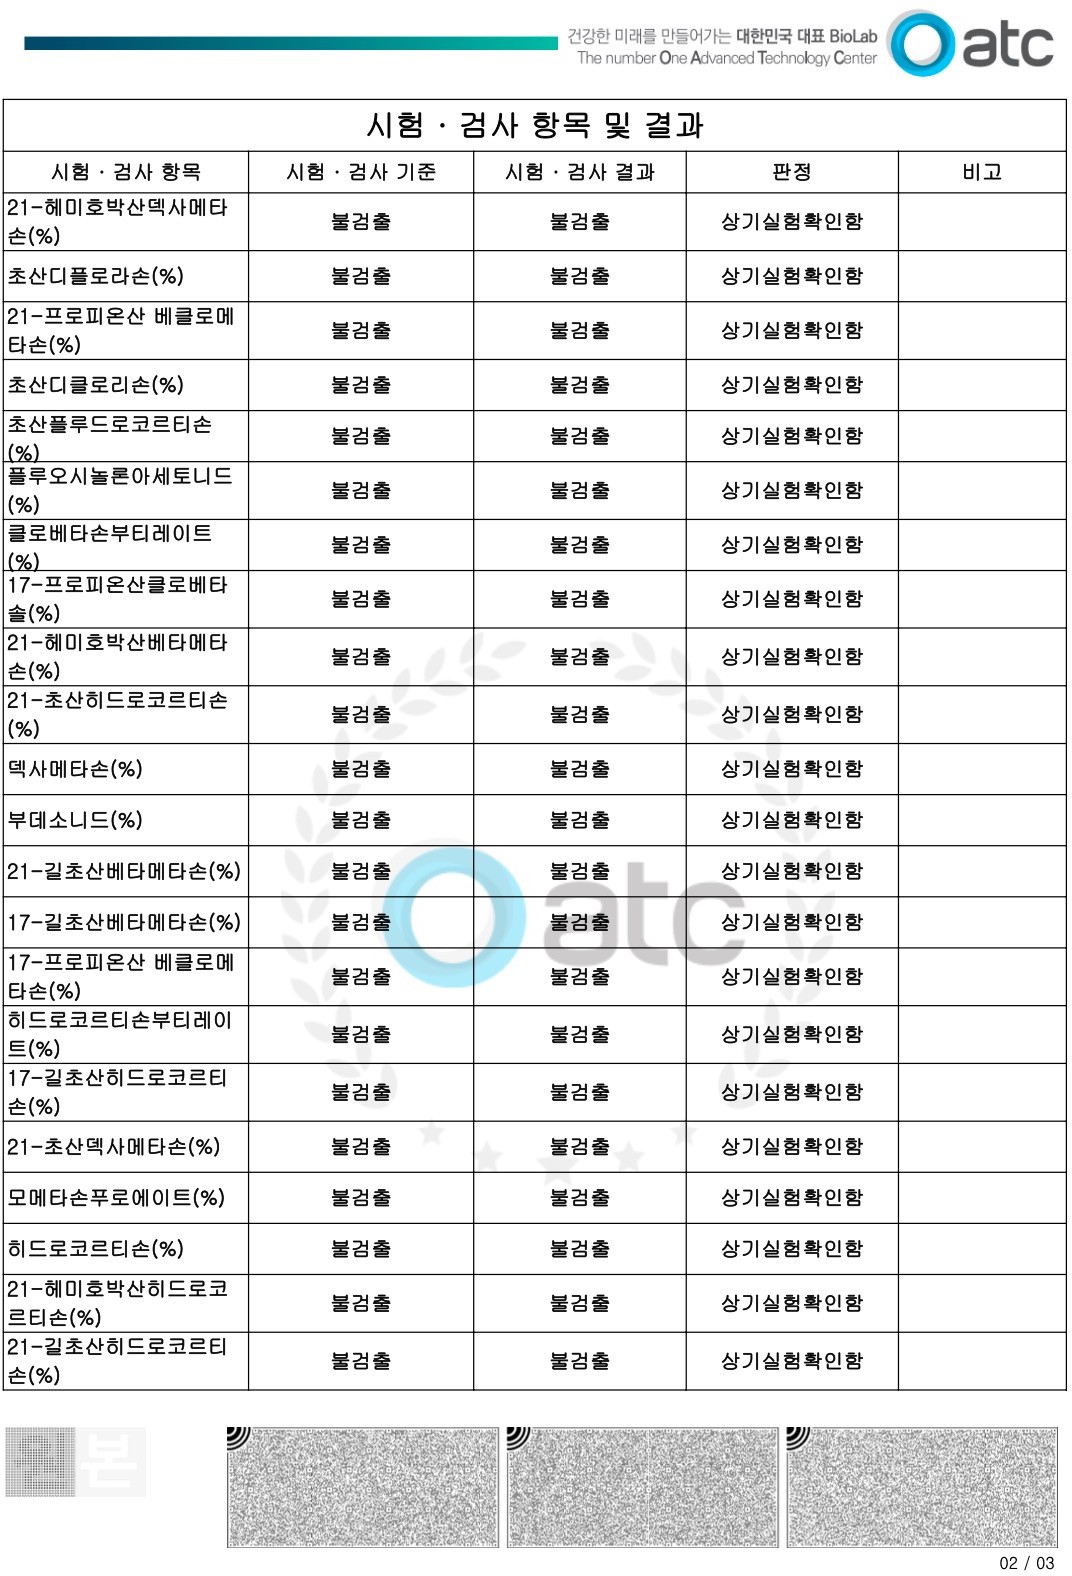 건강한 미래를 만들어가는 대한민국 대표 BioLab
The number One Advanced Technology Center
atc
시험 · 검사 항목 및 결과
시험 · 검사 항목 시험 · 검사 기준 시험 · 검사 결과 판정 비고
21-헤미호박산덱사메타
손(%) 불검출 불검출 상기실험확인함
초산디플로라손(%) 불검출 불검출 상기실험확인함
21-프로피온산 베클로메
타손(%) 불검출 불검출 상기실험확인함
초산디클로리손(%) 불검출 불검출 상기실험확인함
초산플루드로코르티손
(%) 불검출 불검출 상기실험확인함
플루오시놀론아세토니드
(%) 불검출 불검출 상기실험확인함
클로베타손부티레이트
(%) 불검출 불검출 상기실험확인함
17-프로피온산클로베타
솔(%) 불검출 불검출 상기실험확인함
21-헤미호박산베타메타
손(%) 불검출 불검출 상기실험확인함
21-초산히드로코르티손
(%) 불검출 불검출 상기실험확인함
덱사메타손(%) 불검출 불검출 상기실험확인함
부데소니드(%) 불검출 불검출 상기실험확인함
21-길초산베타메타손(%) 불검출 불검출 상기실험확인함
17-길초산베타메타손(%) 불검출 불검출 상기실험확인함
atc
17-프로피온산 베클로메
타손(%) 불검출 불검출 상기실험확인함
히드로코르티손부티레이
트(%) 불검출 불검출 상기실험확인함
17-길초산히드로코르티
손(%) 불검출 불검출 상기실험확인함
21-초산덱사메타손(%) 불검출 불검출 상기실험확인함
모메타손푸로에이트(%) 불검출 불검출 상기실험확인함
히드로코르티손(%) 불검출 불검출 상기실험확인함
21-헤미호박산히드로코
르티손(%) 불검출 불검출 상기실험확인함
21-길초산히드로코르티
손(%) 불검출 불검출 상기실험확인함
원본
02 / 03